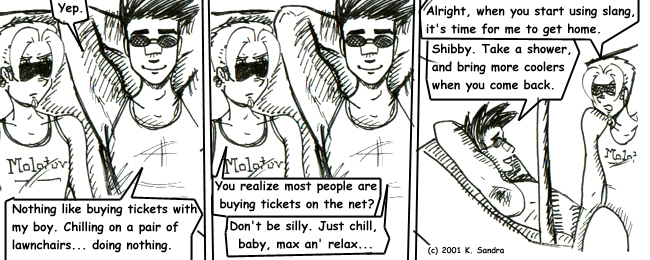 Yep.
Molotov
Nothing like buying tickets with
my boy. Chilling on a pair of
lawnchairs... doing nothing.
Molotov
You realize most people are
buying tickets on the net?
Don't be silly. Just chill,
baby, max an' relax...
Alright, when you start using slang,
it's time for me to get home.
Shibby. Take a shower,
and bring more coolers
when you come back.
Molo
(c) 2001 K. Sandra